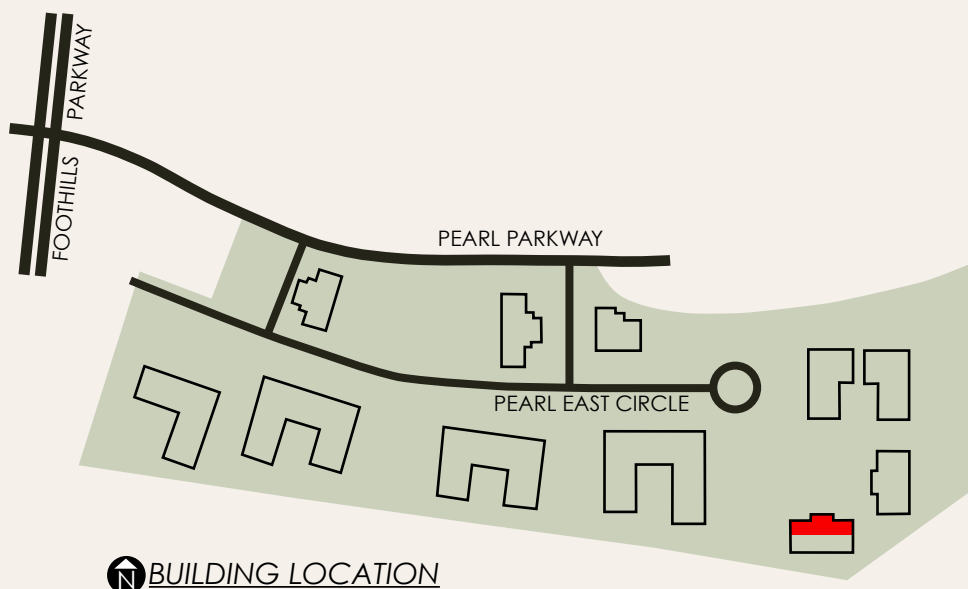 PARKWAY
FOOTHILLS
PEARL PARKWAY
PEARL EAST CIRCLE
N
BUILDING LOCATION